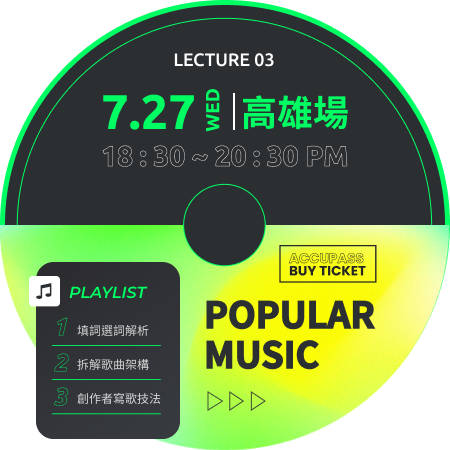 LECTURE 03
7.27 WED 高雄場
18:30 ~ 20:30 PM
ACCUPASS
BUY TICKET
POPULAR
MUSIC
PLAYLIST
1 填詞選詞解析
2 拆解歌曲架構
3 創作者寫歌技法